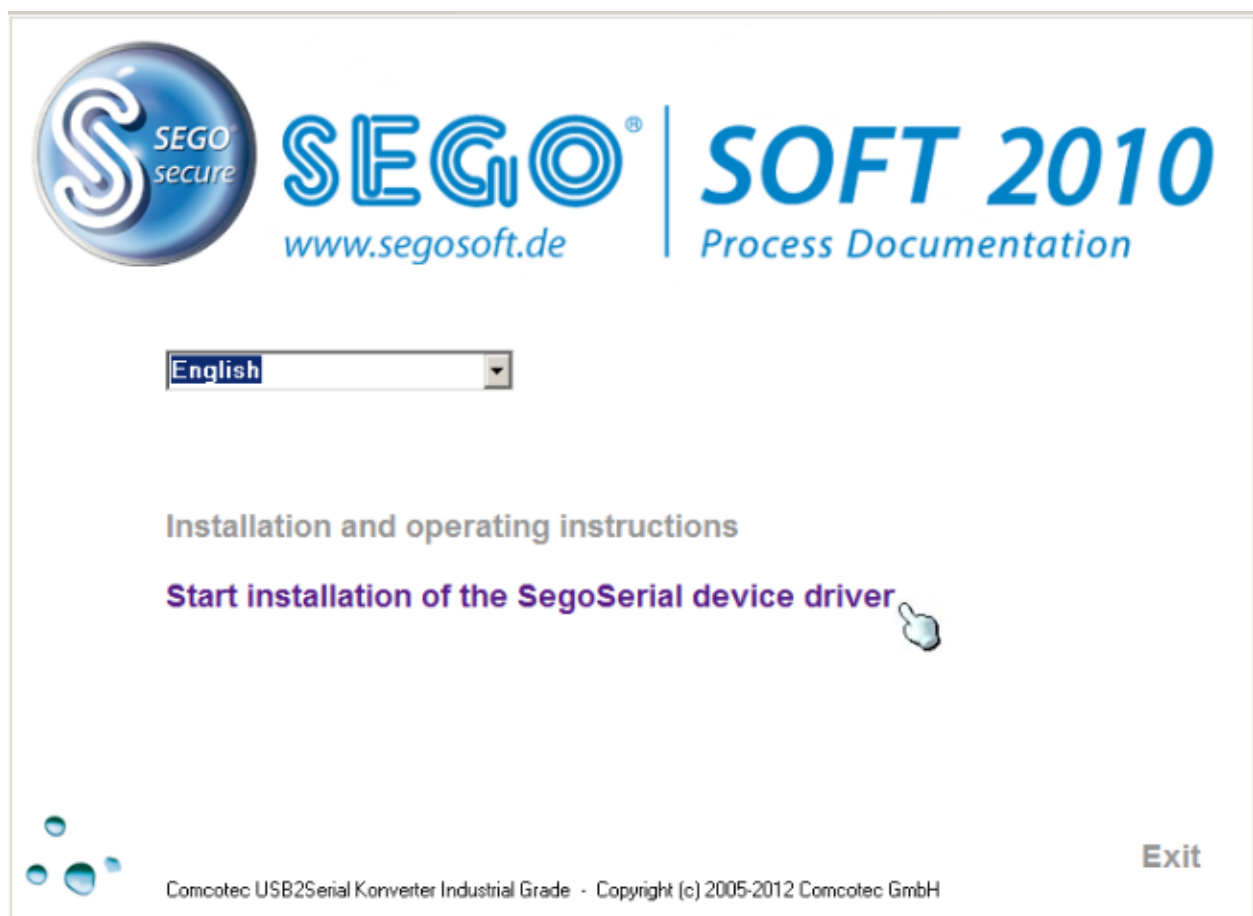 SEGO®
secure
SEGO®
www.segosoft.de
SOFT 2010
Process Documentation
English
Installation and operating instructions
Start installation of the SegoSerial device driver
Exit
Comcotec USB2Serial Konverter Industrial Grade - Copyright (c) 2005-2012 Comcotec GmbH